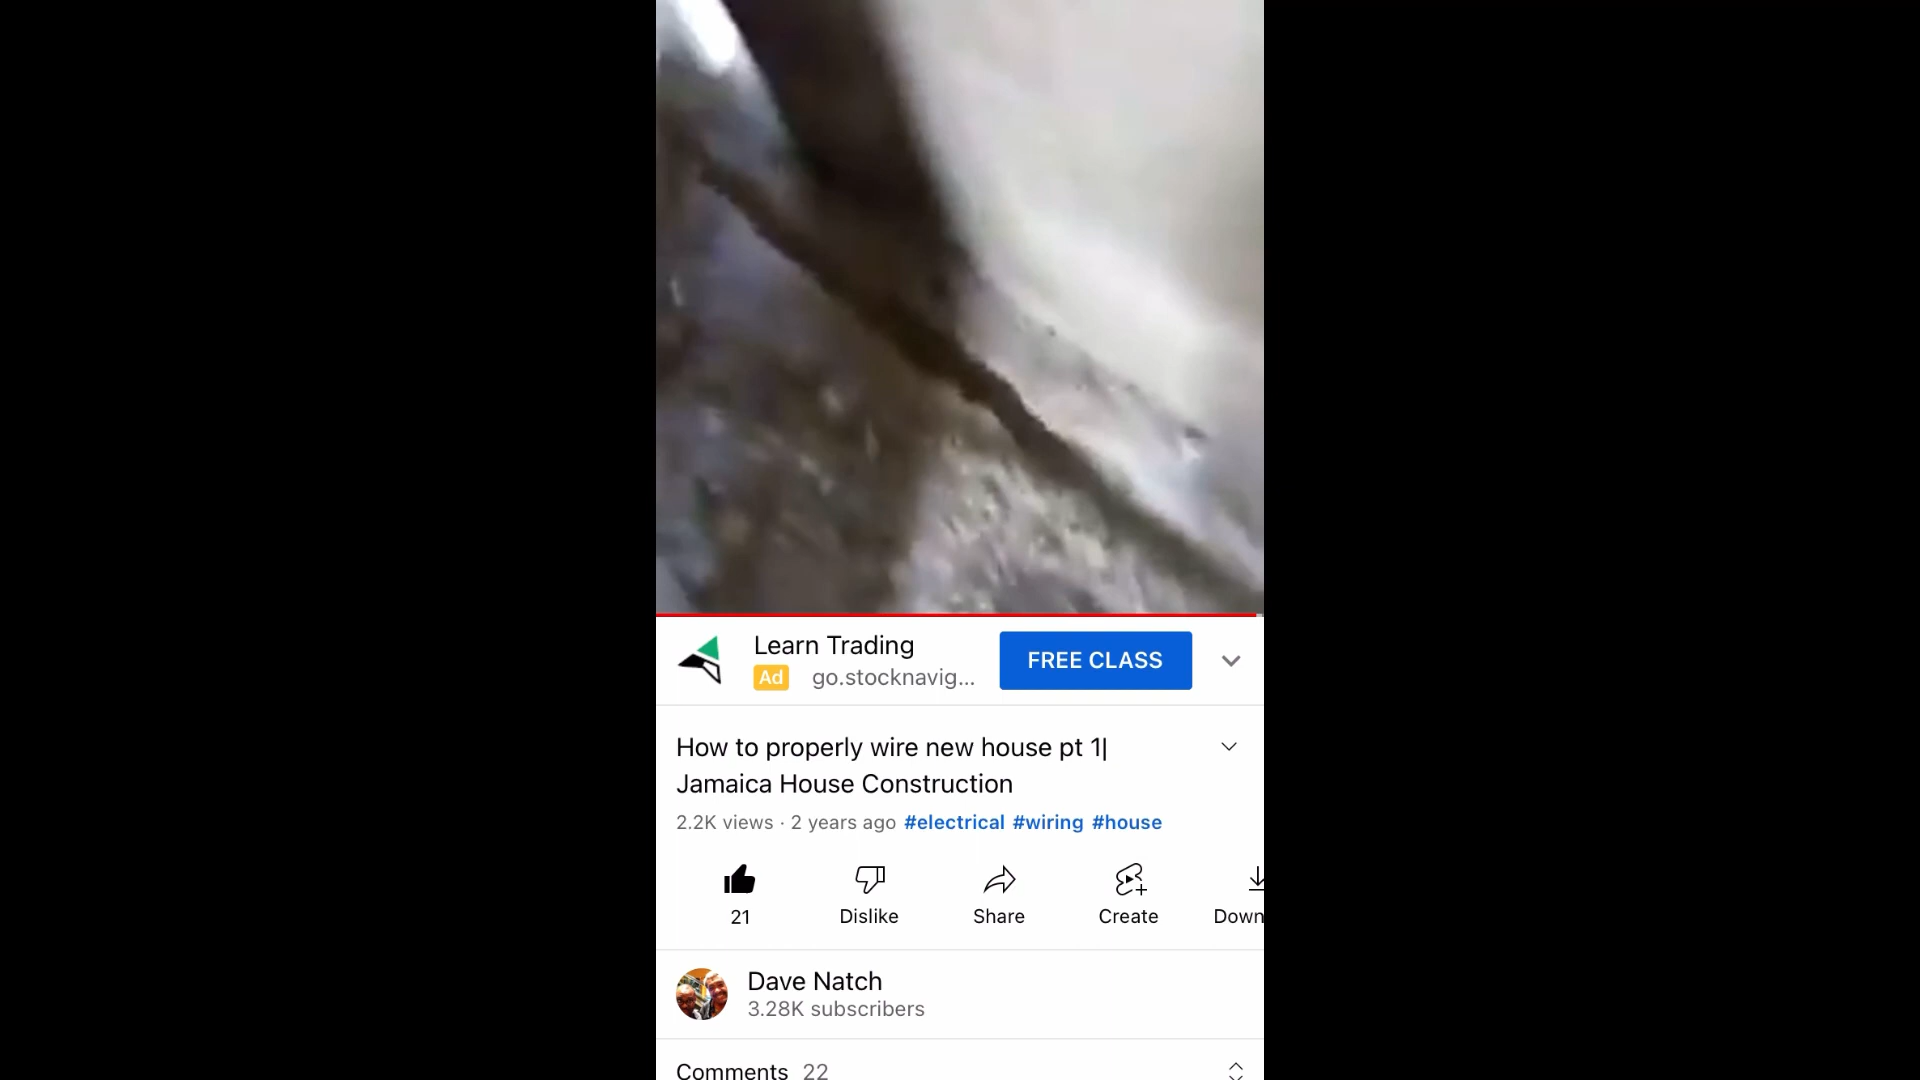 Learn Trading
Ad go.stocknavig...
FREE CLASS
How to properly wire new house pt 1|
Jamaica House Construction
2.2K views · 2 years ago #electrical #wiring #house
21 Dislike Share Create Down
Dave Natch
3.28K subscribers
Comments 22